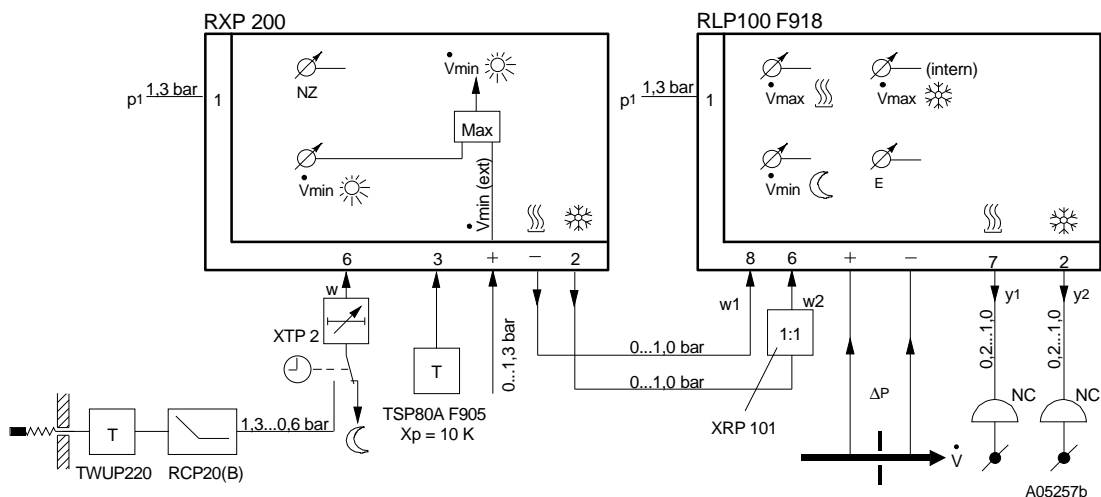 RXP 200
RLP100 F918
p1 1,3 bar
1
NZ
V̇min
Max
V̇min
V̇min (ext)
6
3
+
−
2
p1 1,3 bar
1
V̇max
(intern)
V̇max
V̇min
E
8
6
+
−
7
2
w
XTP 2
T
TSP80A F905
Xp = 10 K
0...1,3 bar
0...1,0 bar
0...1,0 bar
w1
w2
1:1
XRP 101
ΔP
V̇
y1
0,2...1,0
NC
y2
0,2...1,0
NC
T
TWUP220
RCP20(B)
1,3...0,6 bar
A05257b